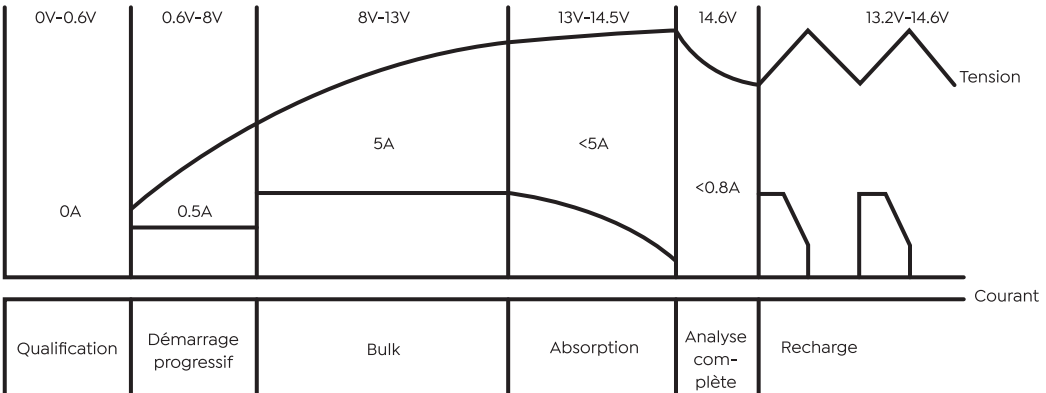 0V-0.6V
0.6V-8V
8V-13V
13V-14.5V
14.6V
13.2V-14.6V
Tension
5A
<5A
<0.8A
0A
0.5A
Courant
Qualification
Démarrage
progressif
Bulk
Absorption
Analyse
com-
plète
Recharge